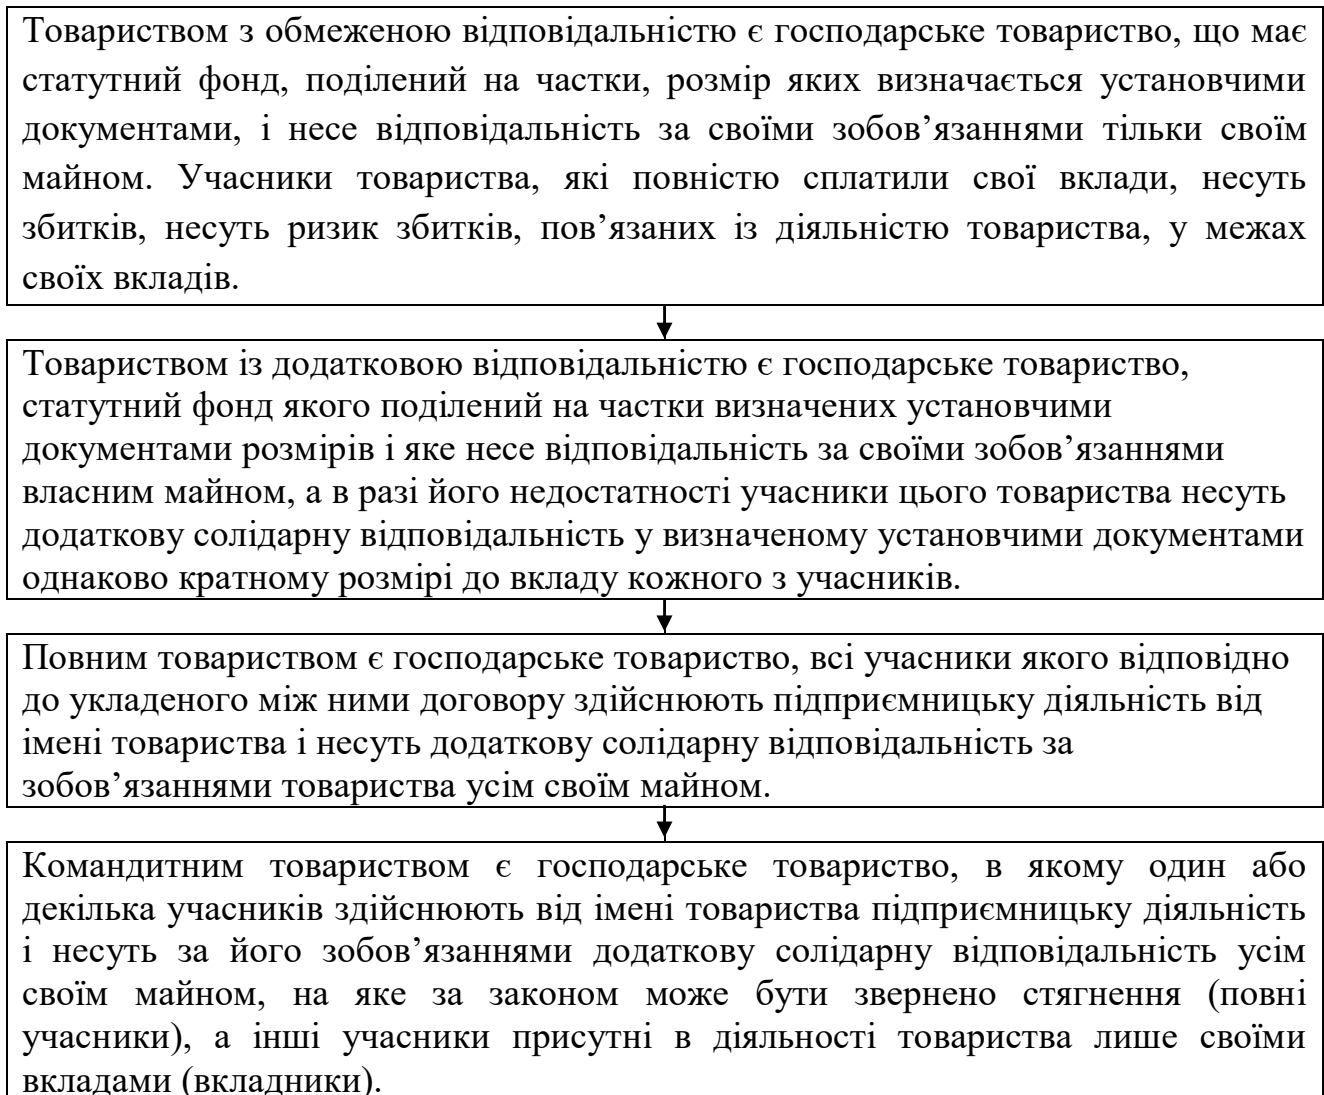 Товариством з обмеженою відповідальністю є господарське товариство, що має
статутний фонд, поділений на частки, розмір яких визначається установчими
документами, і несе відповідальність за своїми зобов’язаннями тільки своїм
майном. Учасники товариства, які повністю сплатили свої вклади, несуть
збитків, несуть ризик збитків, пов’язаних із діяльністю товариства, у межах
своїх вкладів.
Товариством із додатковою відповідальністю є господарське товариство,
статутний фонд якого поділений на частки визначених установчими
документами розмірів і яке несе відповідальність за своїми зобов’язаннями
власним майном, а в разі його недостатності учасники цього товариства несуть
додаткову солідарну відповідальність у визначеному установчими документами
однаково кратному розмірі до вкладу кожного з учасників.
Повним товариством є господарське товариство, всі учасники якого відповідно
до укладеного між ними договору здійснюють підприємницьку діяльність від
імені товариства і несуть додаткову солідарну відповідальність за
зобов’язаннями товариства усім своїм майном.
Командитним товариством є господарське товариство, в якому один або
декілька учасників здійснюють від імені товариства підприємницьку діяльність
і несуть за його зобов’язаннями додаткову солідарну відповідальність усім
своїм майном, на яке за законом може бути звернено стягнення (повні
учасники), а інші учасники присутні в діяльності товариства лише своїми
вкладами (вкладники).